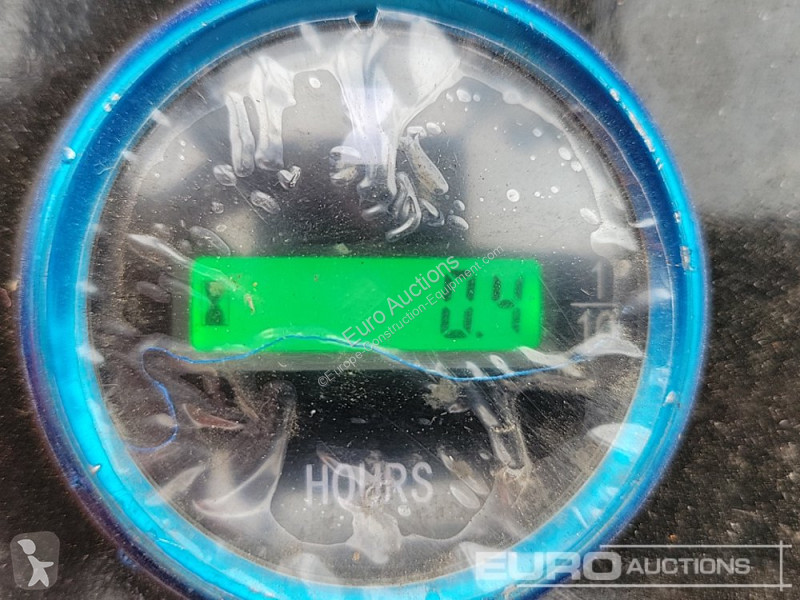 0.4
1/10
HOURS
Euro Auctions
©Europe-Construction-Equipment.com
EURO AUCTIONS